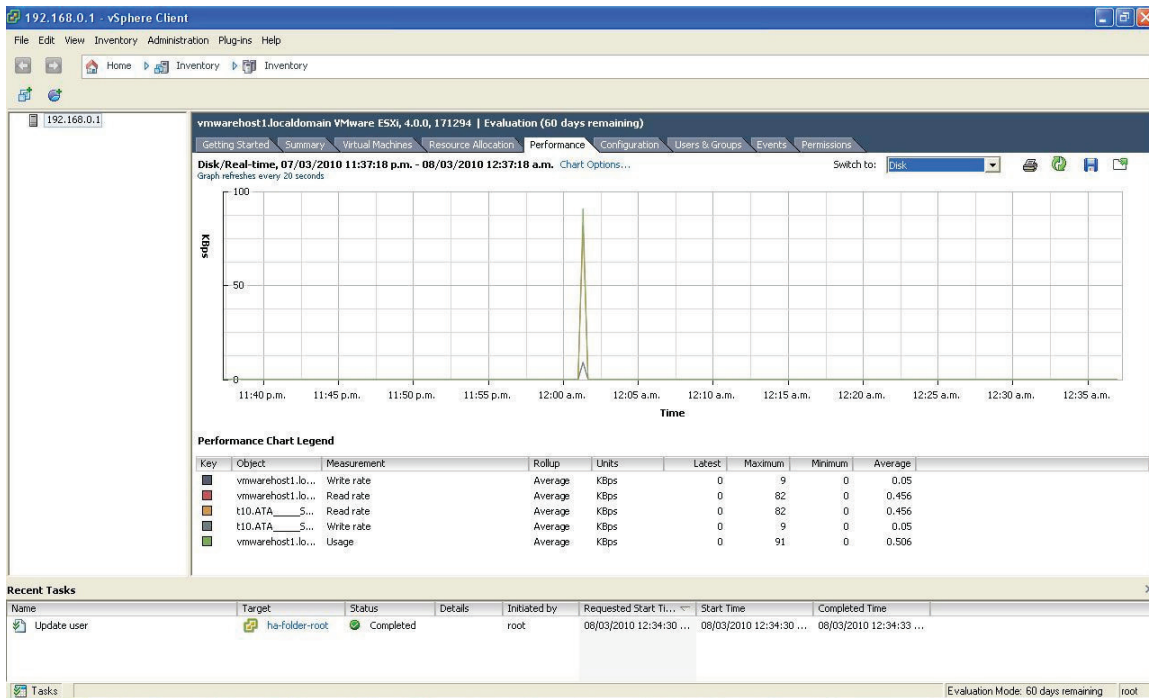 192.168.0.1 - vSphere Client
File Edit View Inventory Administration Plug-ins Help
Home Inventory Inventory
192.168.0.1
vmwarehost1.localdomain VMware ESXi, 4.0.0, 171294 | Evaluation (60 days remaining)
Getting Started Summary Virtual Machines Resource Allocation Performance Configuration Users & Groups Events Permissions
Disk/Real-time, 07/03/2010 11:37:18 p.m. - 08/03/2010 12:37:18 a.m. Chart Options... Switch to: Disk
Graph refreshes every 20 seconds
100
KBps
50
0
11:40 p.m. 11:45 p.m. 11:50 p.m. 11:55 p.m. 12:00 a.m. 12:05 a.m. 12:10 a.m. 12:15 a.m. 12:20 a.m. 12:25 a.m. 12:30 a.m. 12:35 a.m.
Time
Performance Chart Legend
Key Object Measurement Rollup Units Latest Maximum Minimum Average
vmwarehost1.lo... Write rate Average KBps 0 9 0 0.05
vmwarehost1.lo... Read rate Average KBps 0 82 0 0.456
t10.ATA_____S... Read rate Average KBps 0 82 0 0.456
t10.ATA_____S... Write rate Average KBps 0 9 0 0.05
vmwarehost1.lo... Usage Average KBps 0 91 0 0.506
Recent Tasks
Name Target Status Details Initiated by Requested Start Ti... Start Time Completed Time
Update user ha-folder-root Completed root 08/03/2010 12:34:30 ... 08/03/2010 12:34:30 ... 08/03/2010 12:34:33 ...
Tasks Evaluation Mode: 60 days remaining root